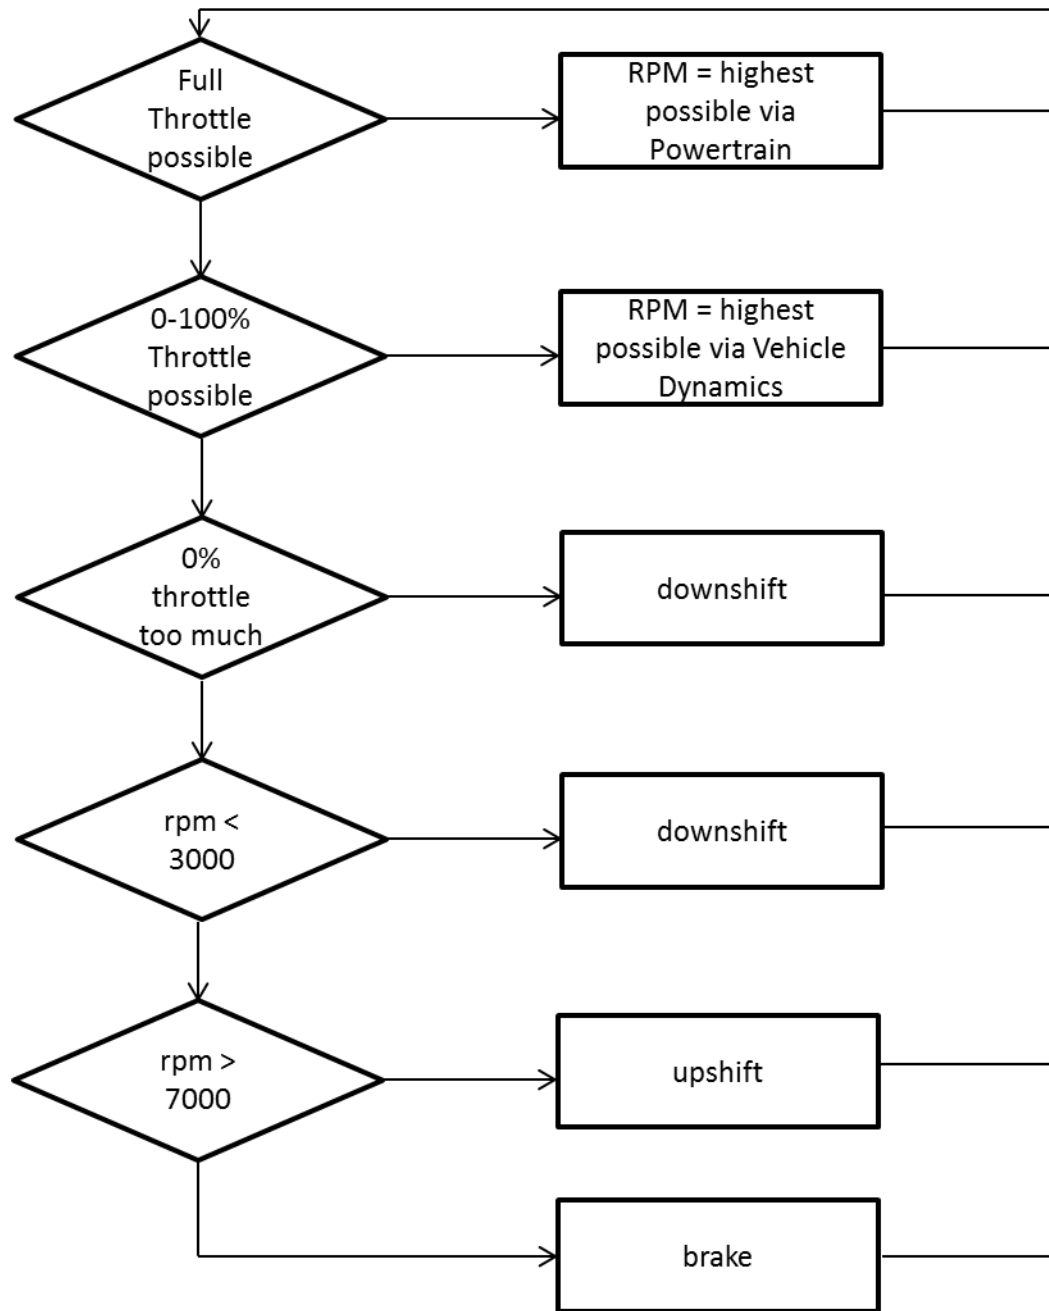 Full
Throttle
possible
RPM = highest
possible via
Powertrain
0-100%
Throttle
possible
RPM = highest
possible via Vehicle
Dynamics
0%
throttle
too much
downshift
rpm <
3000
downshift
rpm >
7000
upshift
brake